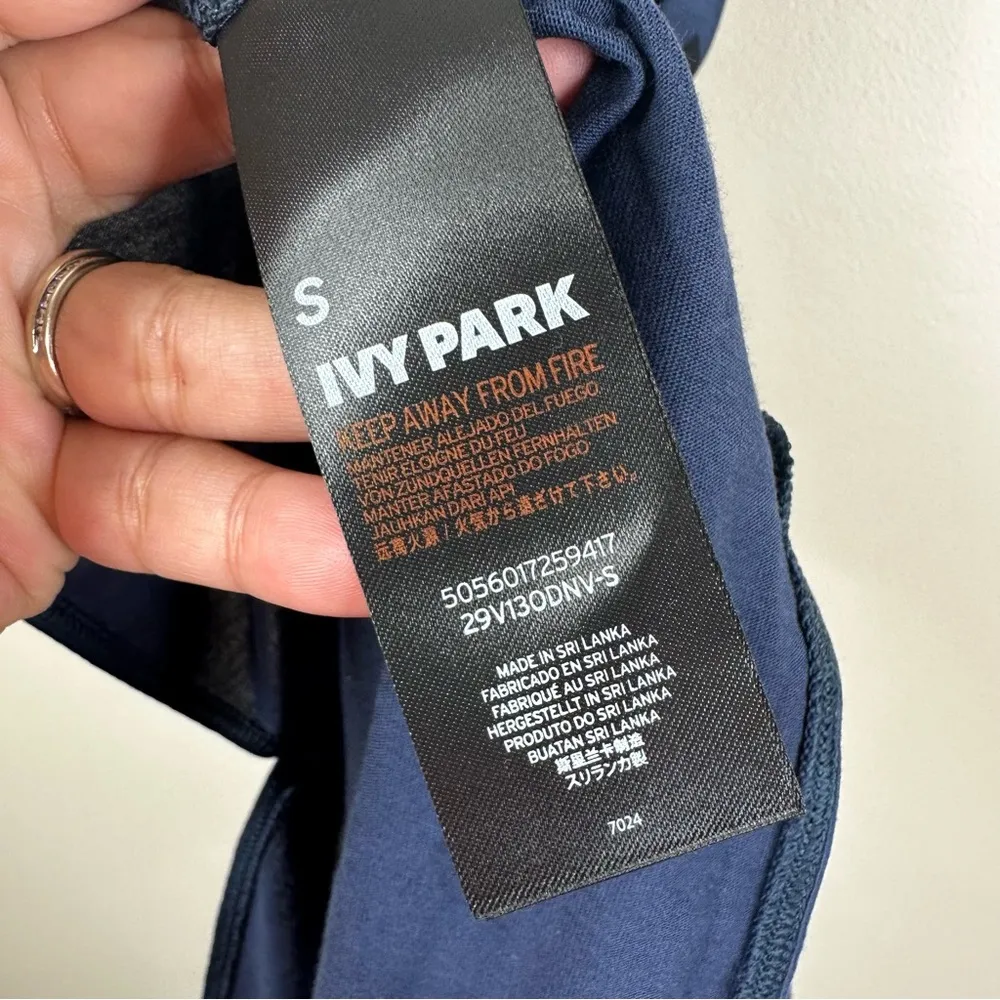 S
IVY PARK
KEEP AWAY FROM FIRE
MANTENER ALEJADO DEL FUEGO
TENIR ELOIGNE DU FEU
VON ZUNDQUELLEN FERNHALTEN
MANTER AFASTADO DO FOGO
JAUHKAN DARI API
远离火源 / 火気から遠ざけて下さい。
5056017259417
29V13ODNV-S
MADE IN SRI LANKA
FABRICADO EN SRI LANKA
FABRIQUÉ AU SRI LANKA
HERGESTELLT IN SRI LANKA
PRODUTO DO SRI LANKA
BUATAN SRI LANKA
斯里兰卡制造
スリランカ製
7024